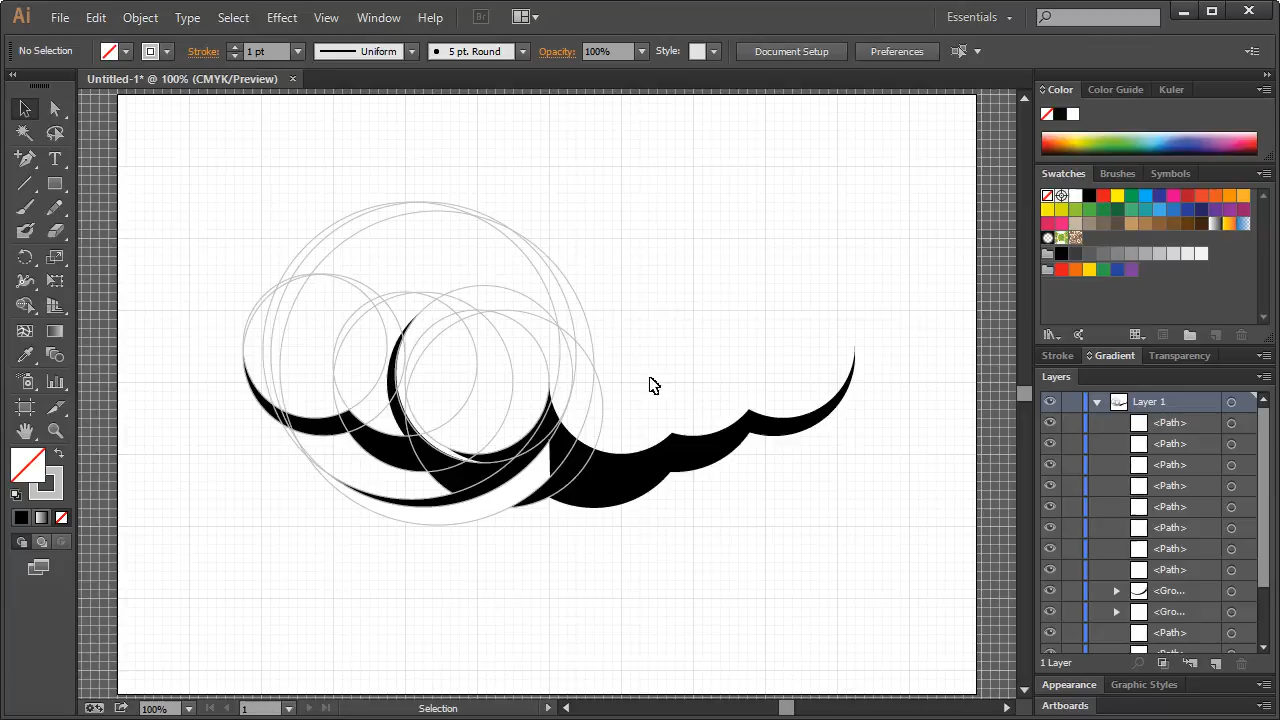 Ai File Edit Object Type Select Effect View Window Help Br Essentials
No Selection Stroke: 1 pt Uniform 5 pt. Round Opacity: 100% Style: Document Setup Preferences
Untitled-1* @ 100% (CMYK/Preview)
Color Color Guide Kuler
Swatches Brushes Symbols
Stroke Gradient Transparency
Layers
Layer 1
<Path>
<Path>
<Path>
<Path>
<Path>
<Path>
<Path>
<Path>
<Gro...
<Gro...
<Path>
1 Layer
Appearance Graphic Styles
Artboards
100% 1 Selection